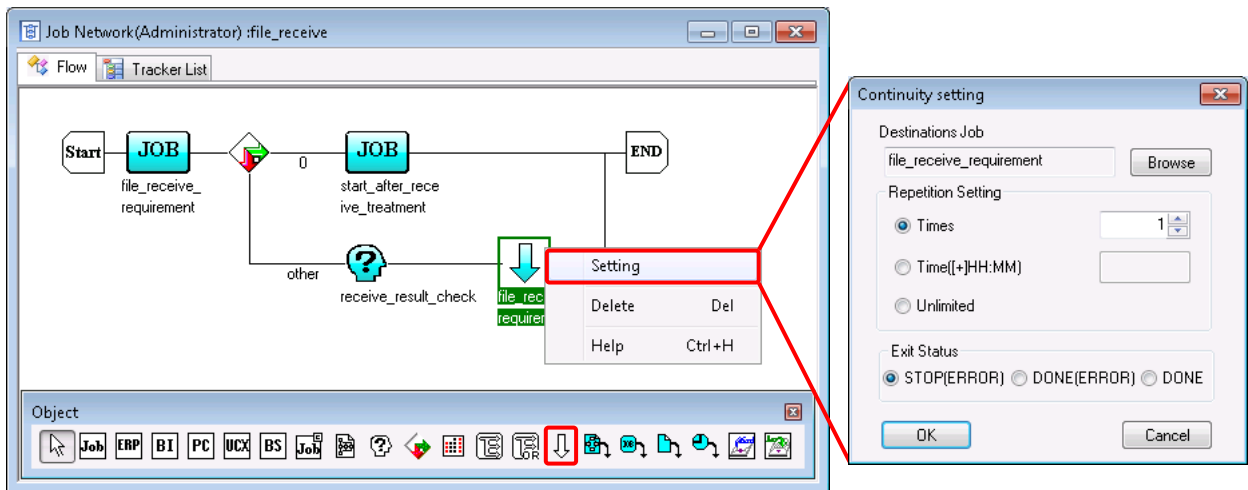 Job Network(Administrator) :file_receive
Flow
Tracker List
Start
JOB
0
JOB
END
file_receive_
requirement
start_after_rece
ive_treatment
other
receive_result_check
file_rec
requirer
Setting
Delete Del
Help Ctrl+H
Object
Job
ERP
BI
PC
UCX
BS
Job
OR
Continuity setting
Destinations Job
file_receive_requirement
Browse
Repetition Setting
Times
1
Time([+]HH:MM)
Unlimited
Exit Status
STOP(ERROR)
DONE(ERROR)
DONE
OK
Cancel